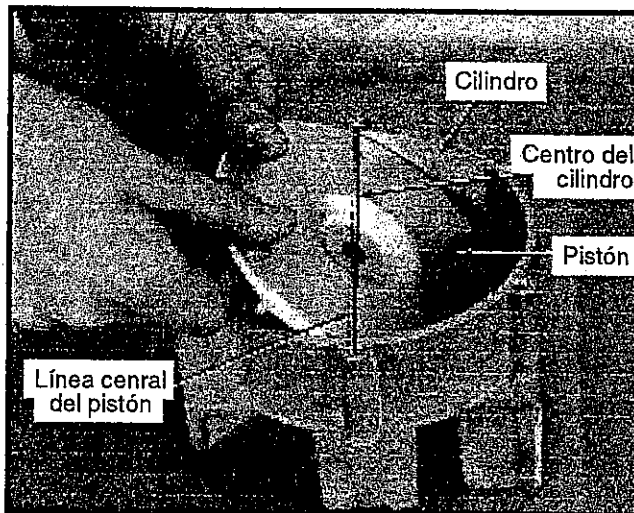 Cilindro
Centro del
cilindro
Pistón
Línea cenral
del pistón